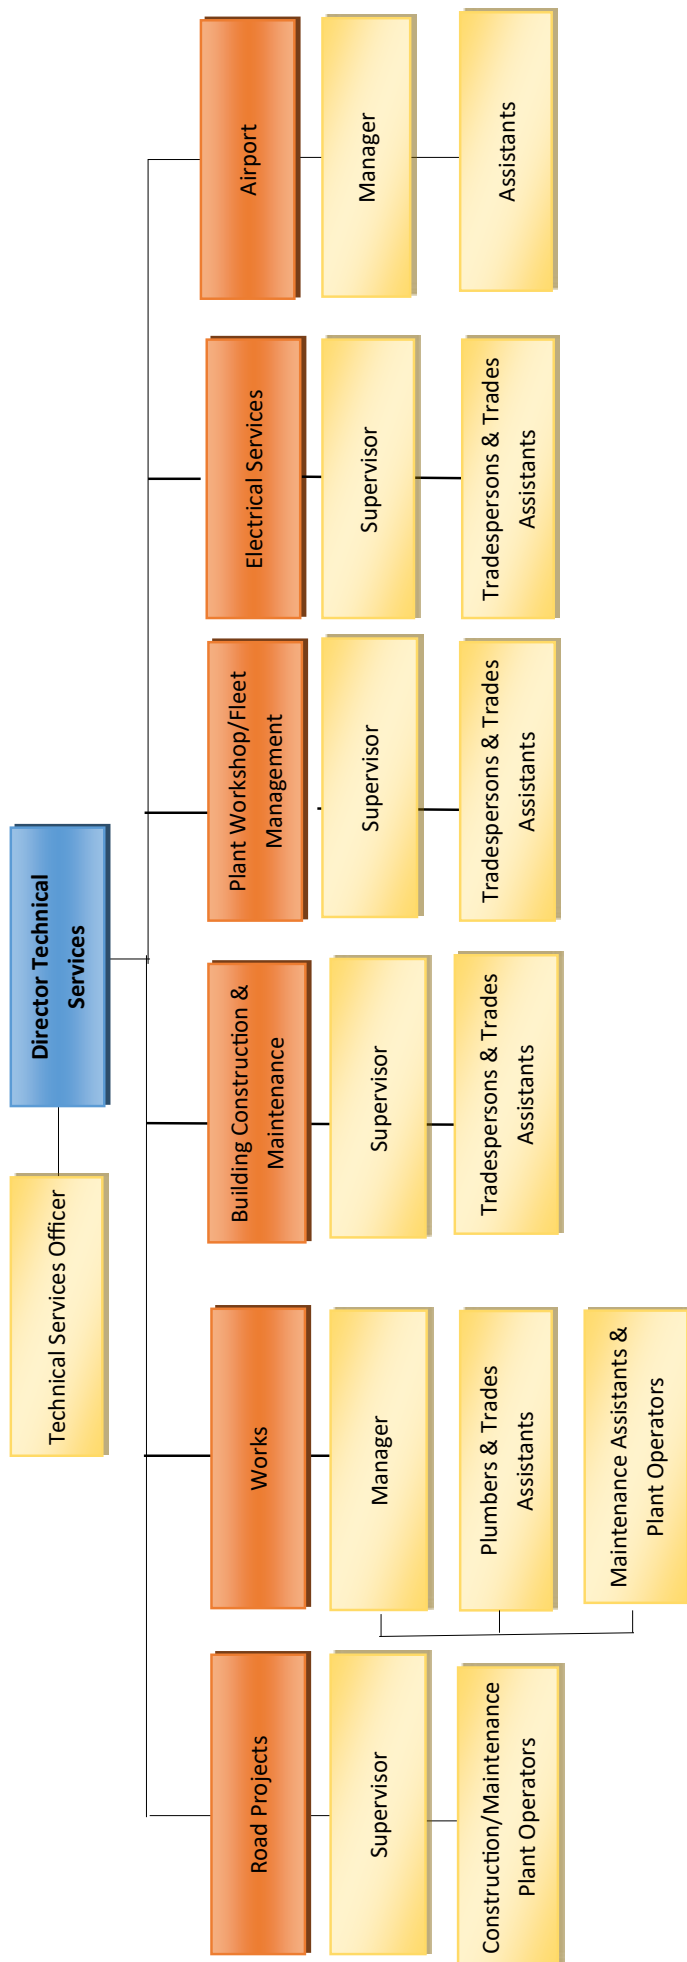 Director Technical
Services
Technical Services Officer
Road Projects
Works
Building Construction &
Maintenance
Plant Workshop/Fleet
Management
Electrical Services
Airport
Supervisor
Manager
Supervisor
Supervisor
Supervisor
Manager
Construction/Maintenance
Plant Operators
Plumbers & Trades
Assistants
Tradespersons & Trades
Assistants
Tradespersons & Trades
Assistants
Tradespersons & Trades
Assistants
Assistants
Maintenance Assistants &
Plant Operators